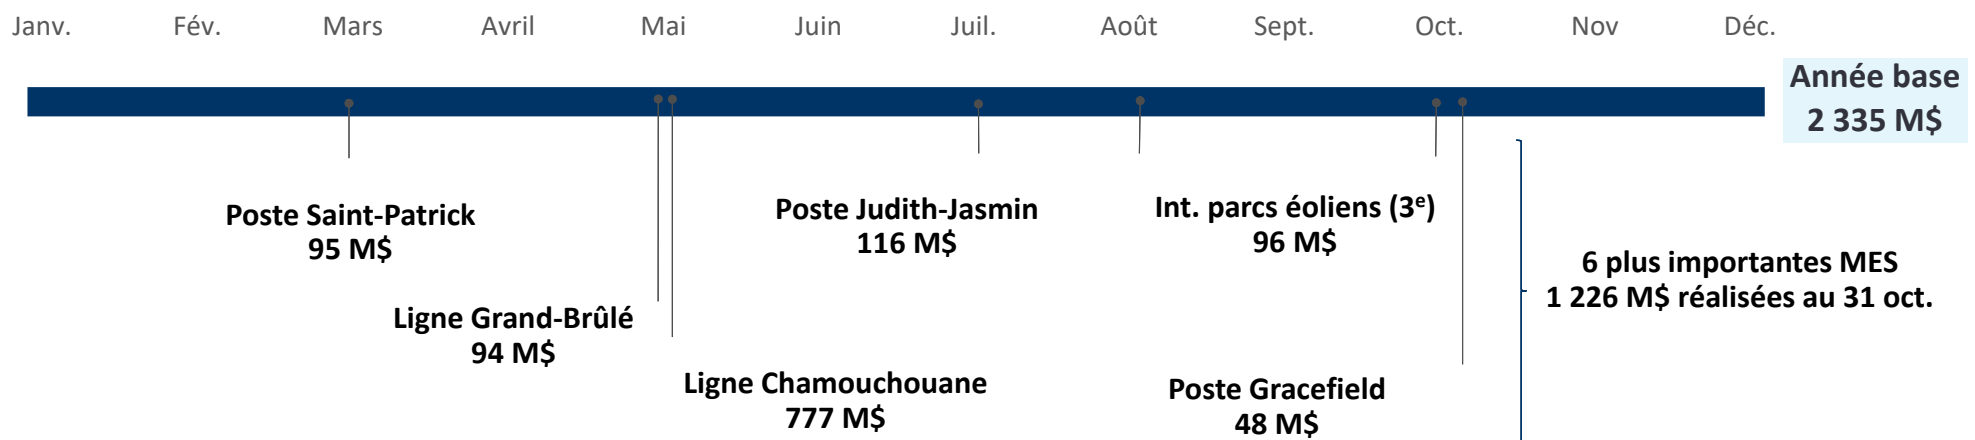 Janv. Fév. Mars Avril Mai Juin Juil. Août Sept. Oct. Nov Déc.
Année base
2 335 M$
Poste Saint-Patrick
95 M$
Ligne Grand-Brûlé
94 M$
Ligne Chamouchouane
777 M$
Poste Judith-Jasmin
116 M$
Int. parcs éoliens (3e)
96 M$
Poste Gracefield
48 M$
6 plus importantes MES
1 226 M$ réalisées au 31 oct.